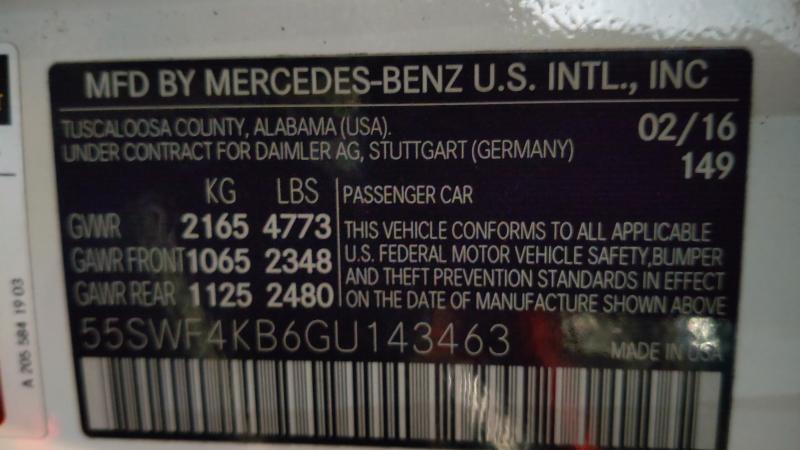 MFD BY MERCEDES-BENZ U.S. INTL., INC
TUSCALOOSA COUNTY, ALABAMA (USA).
UNDER CONTRACT FOR DAIMLER AG, STUTTGART (GERMANY)
02/16
149
KG LBS
GVWR 2165 4773
GAWR FRONT 1065 2348
GAWR REAR 1125 2480
PASSENGER CAR
THIS VEHICLE CONFORMS TO ALL APPLICABLE
U.S. FEDERAL MOTOR VEHICLE SAFETY,BUMPER
AND THEFT PREVENTION STANDARDS IN EFFECT
ON THE DATE OF MANUFACTURE SHOWN ABOVE
55SWF4KB6GU143463
MADE IN USA
A 205 584 19 03